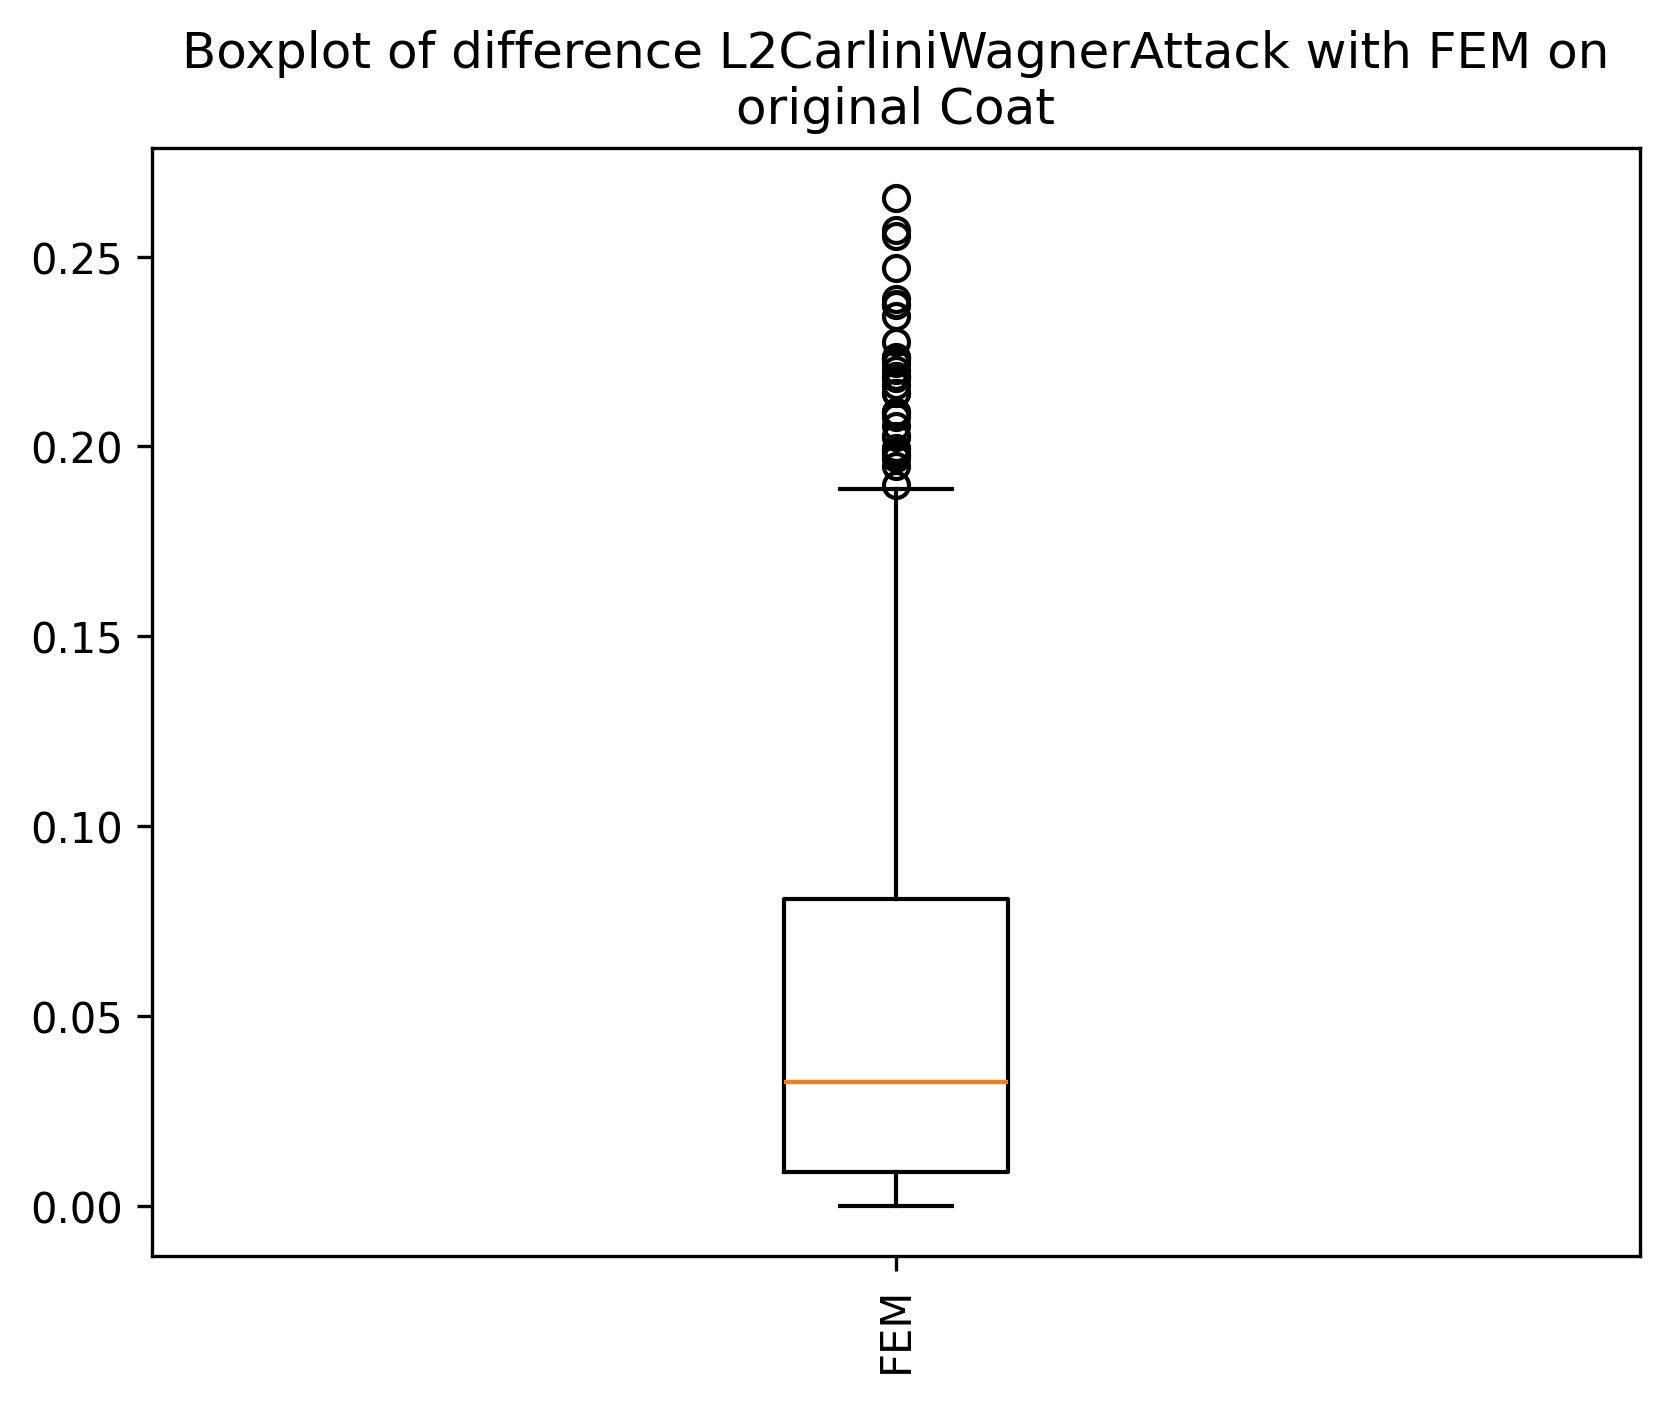 Boxplot of difference L2CarliniWagnerAttack with FEM on
original Coat
0.25
0.20
0.15
0.10
0.05
0.00
FEM